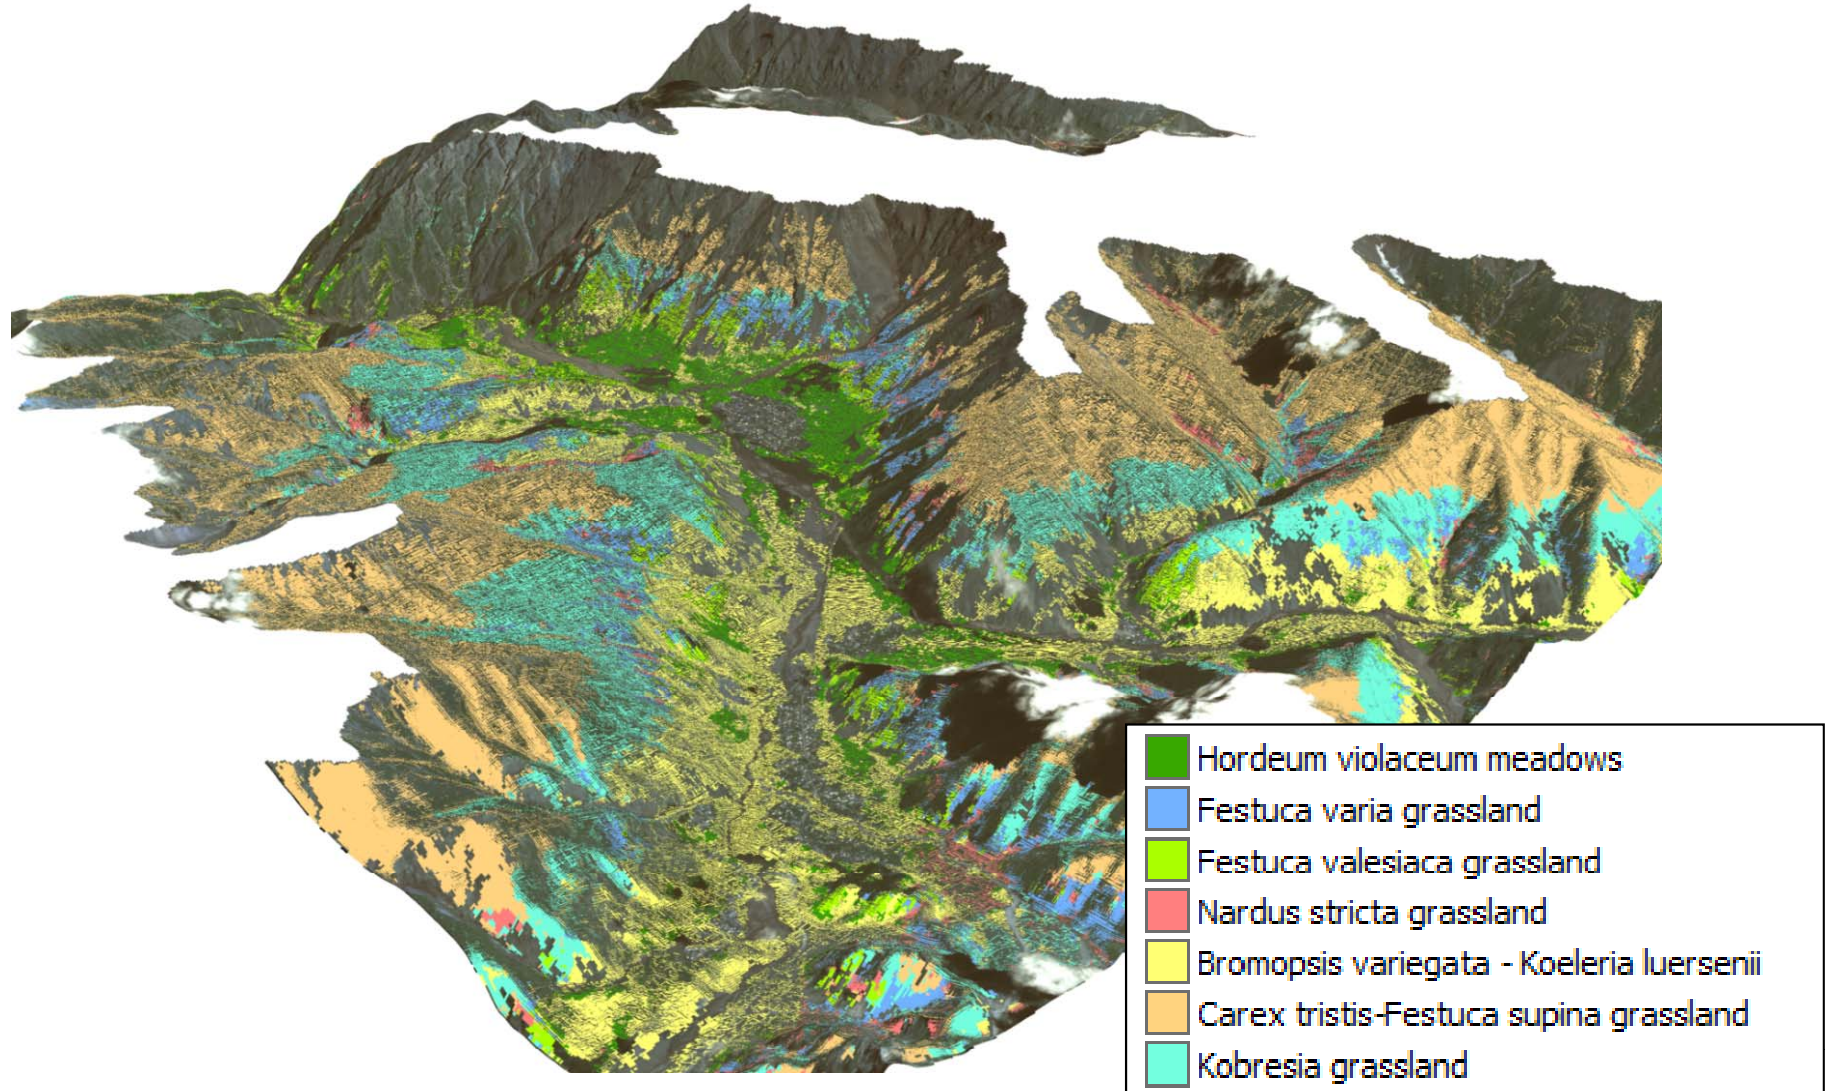 Hordeum violaceum meadows
Festuca varia grassland
Festuca valesiaca grassland
Nardus stricta grassland
Bromopsis variegata - Koeleria luersenii
Carex tristis-Festuca supina grassland
Kobresia grassland